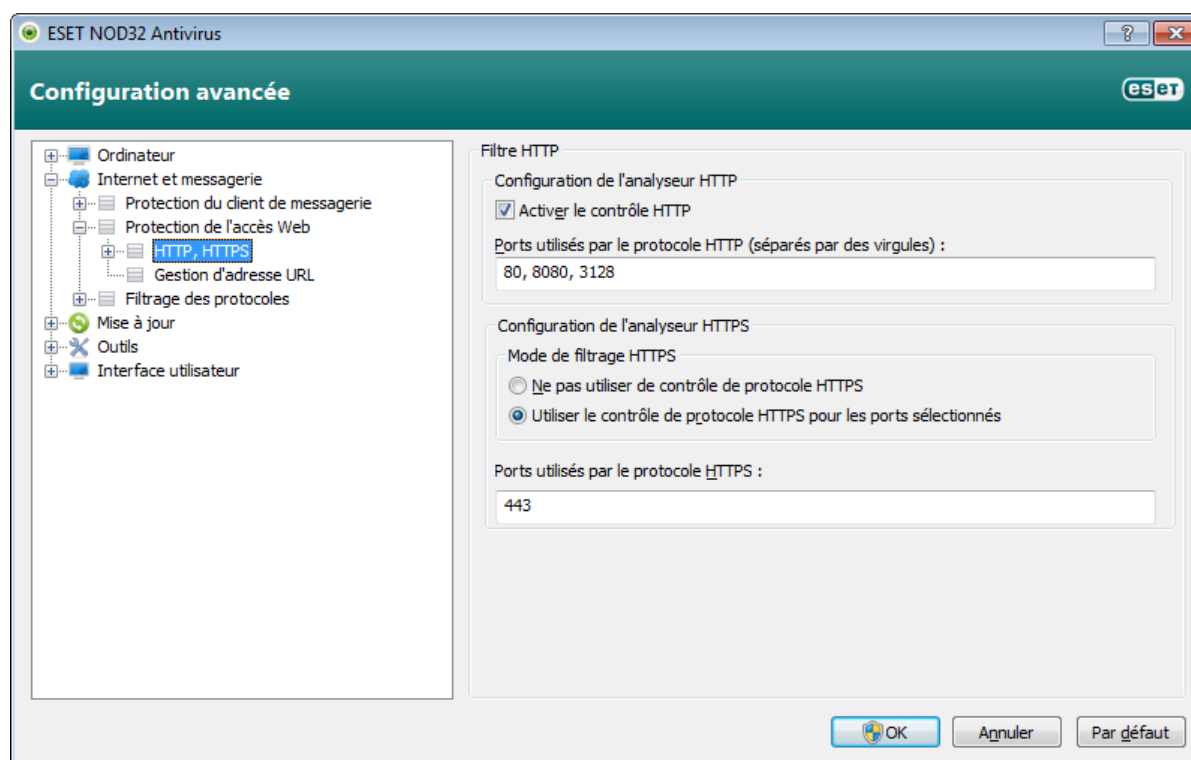 ESET NOD32 Antivirus
Configuration avancée
eset
Ordinateur
Internet et messagerie
Protection du client de messagerie
Protection de l'accès Web
HTTP, HTTPS
Gestion d'adresse URL
Filtrage des protocoles
Mise à jour
Outils
Interface utilisateur
Filtre HTTP
Configuration de l'analyseur HTTP
Activer le contrôle HTTP
Ports utilisés par le protocole HTTP (séparés par des virgules) :
80, 8080, 3128
Configuration de l'analyseur HTTPS
Mode de filtrage HTTPS
Ne pas utiliser de contrôle de protocole HTTPS
Utiliser le contrôle de protocole HTTPS pour les ports sélectionnés
Ports utilisés par le protocole HTTPS :
443
OK
Annuler
Par défaut